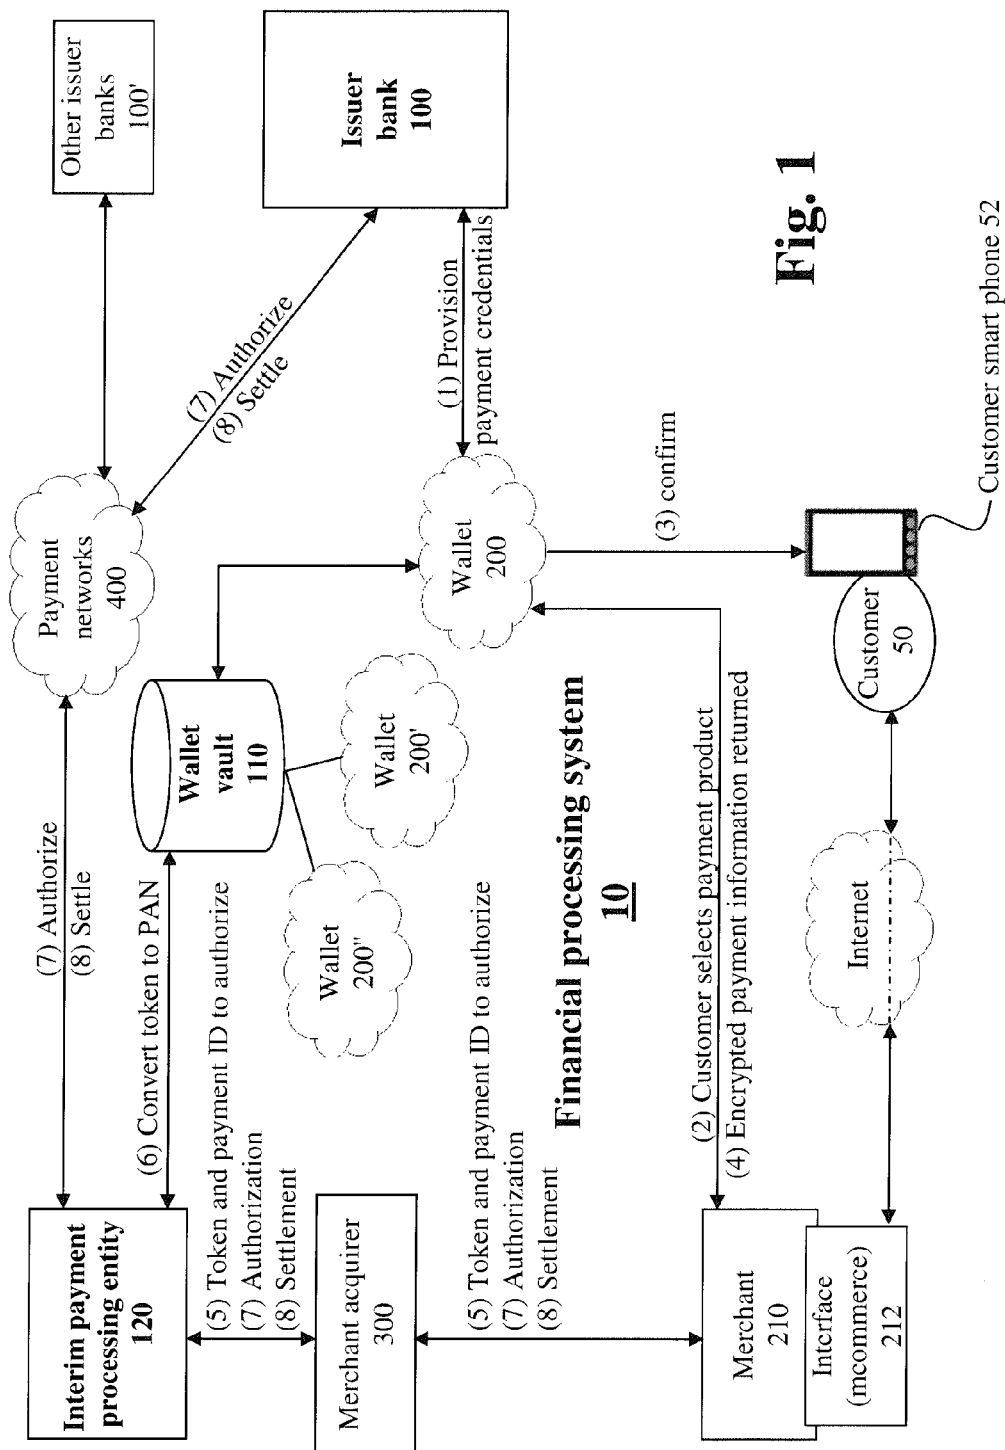 Interim payment
processing entity
120
(7) Authorize
(8) Settle
Payment
networks
400
Other issuer
banks
100'
(6) Convert token to PAN
Wallet
vault
110
(7) Authorize
(8) Settle
Issuer
bank
100
(5) Token and payment ID to authorize
(7) Authorization
(8) Settlement
Wallet
200"
Wallet
200'
Merchant acquirer
300
Wallet
200
(1) Provision
payment credentials
(5) Token and payment ID to authorize
(7) Authorization
(8) Settlement
Financial processing system
10
(3) confirm
(2) Customer selects payment product
(4) Encrypted payment information returned
Merchant
210
Interface
(mcommerce)
212
Internet
Customer
50
Customer smart phone 52
Fig. 1